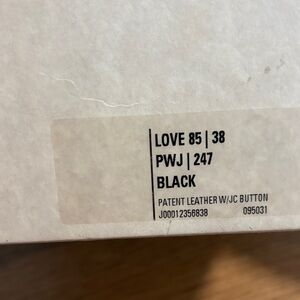 LOVE 85 | 38
PWJ | 247
BLACK
PATENT LEATHER W/JC BUTTON
J00012356838 095031